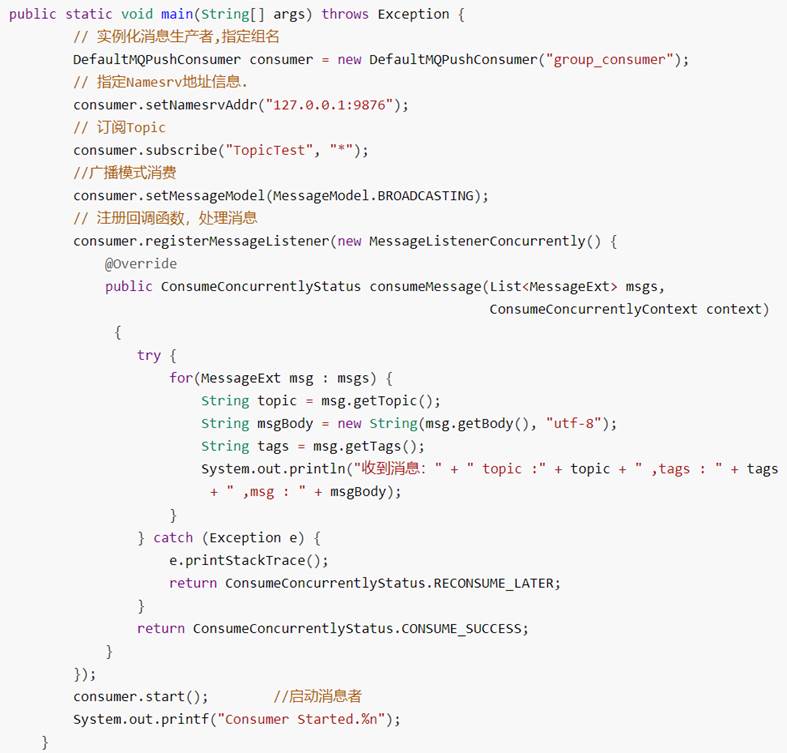 public static void main(String[] args) throws Exception {
// 实例化消息生产者,指定组名
DefaultMQPushConsumer consumer = new DefaultMQPushConsumer("group_consumer");
// 指定Namesrv地址信息.
consumer.setNamesrvAddr("127.0.0.1:9876");
// 订阅Topic
consumer.subscribe("TopicTest", "*");
//广播模式消费
consumer.setMessageModel(MessageModel.BROADCASTING);
// 注册回调函数，处理消息
consumer.registerMessageListener(new MessageListenerConcurrently() {
@Override
public ConsumeConcurrentlyStatus consumeMessage(List<MessageExt> msgs,
ConsumeConcurrentlyContext context)
{
try {
for(MessageExt msg : msgs) {
String topic = msg.getTopic();
String msgBody = new String(msg.getBody(), "utf-8");
String tags = msg.getTags();
System.out.println("收到消息：" + " topic :" + topic + " ,tags : " + tags
+ " ,msg : " + msgBody);
}
} catch (Exception e) {
e.printStackTrace();
return ConsumeConcurrentlyStatus.RECONSUME_LATER;
}
return ConsumeConcurrentlyStatus.CONSUME_SUCCESS;
}
});
consumer.start(); //启动消息者
System.out.printf("Consumer Started.%n");
}